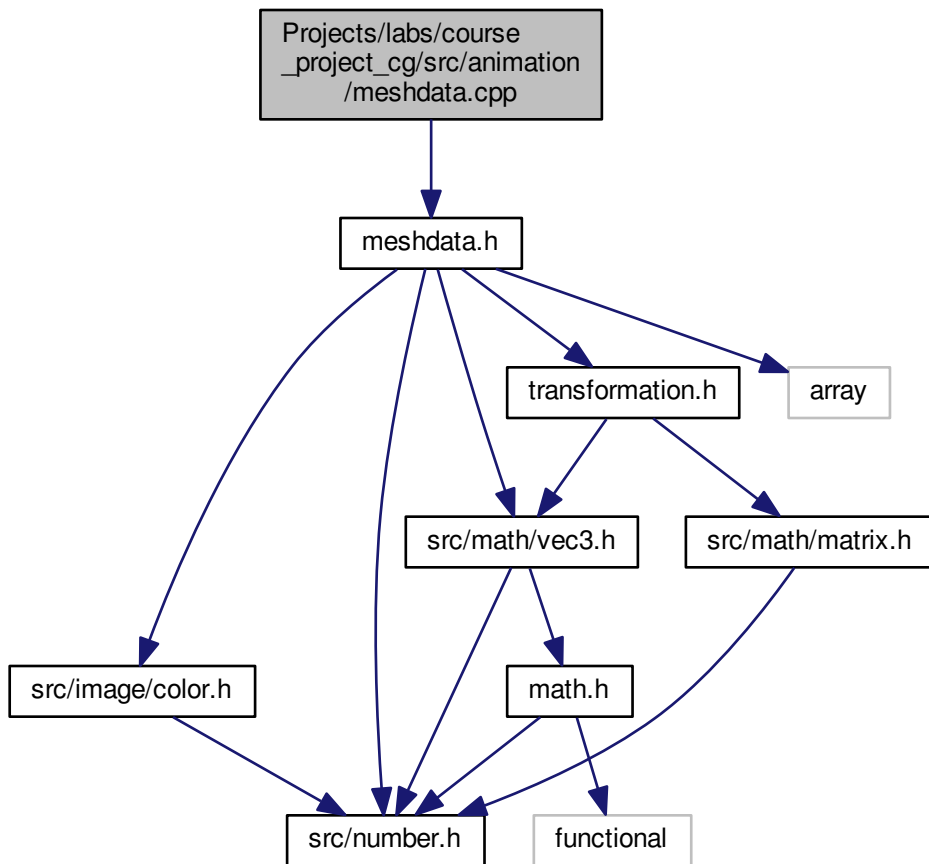 Projects/labs/course
_project_cg/src/animation
/meshdata.cpp
meshdata.h
transformation.h
array
src/math/vec3.h
src/math/matrix.h
src/image/color.h
math.h
src/number.h
functional